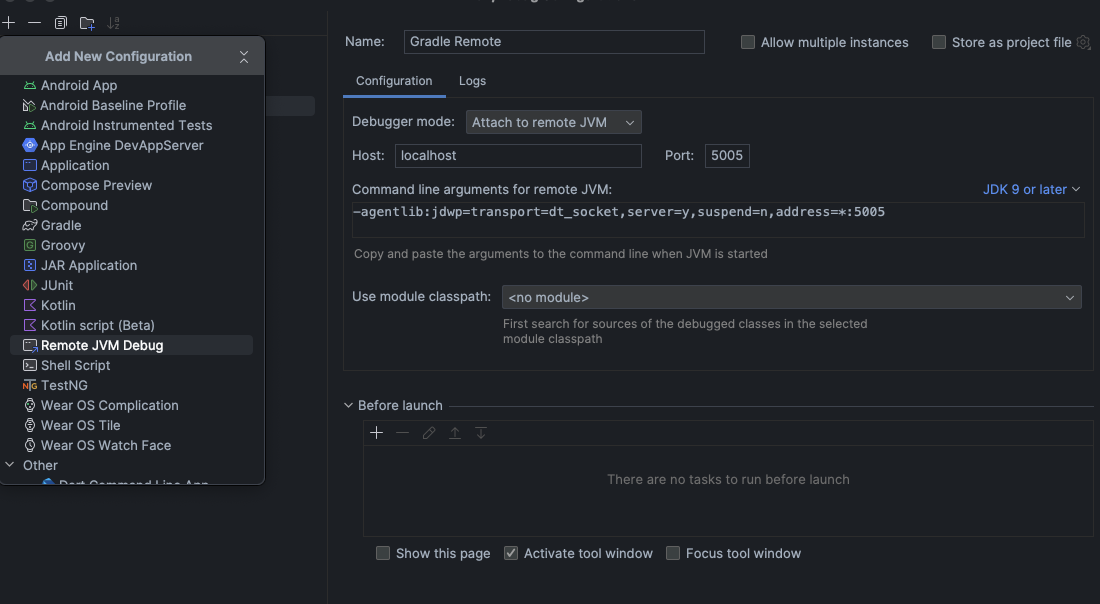 Add New Configuration
Android App
Android Baseline Profile
Android Instrumented Tests
App Engine DevAppServer
Application
Compose Preview
Compound
Gradle
Groovy
JAR Application
JUnit
Kotlin
Kotlin script (Beta)
Remote JVM Debug
Shell Script
TestNG
Wear OS Complication
Wear OS Tile
Wear OS Watch Face
Other
Dart Command Line App
Name: Gradle Remote Allow multiple instances Store as project file
Configuration Logs
Debugger mode: Attach to remote JVM
Host: localhost Port: 5005
Command line arguments for remote JVM: JDK 9 or later
-agentlib:jdwp=transport=dt_socket,server=y,suspend=n,address=*:5005
Copy and paste the arguments to the command line when JVM is started
Use module classpath: <no module>
First search for sources of the debugged classes in the selected
module classpath
Before launch
There are no tasks to run before launch
Show this page Activate tool window Focus tool window